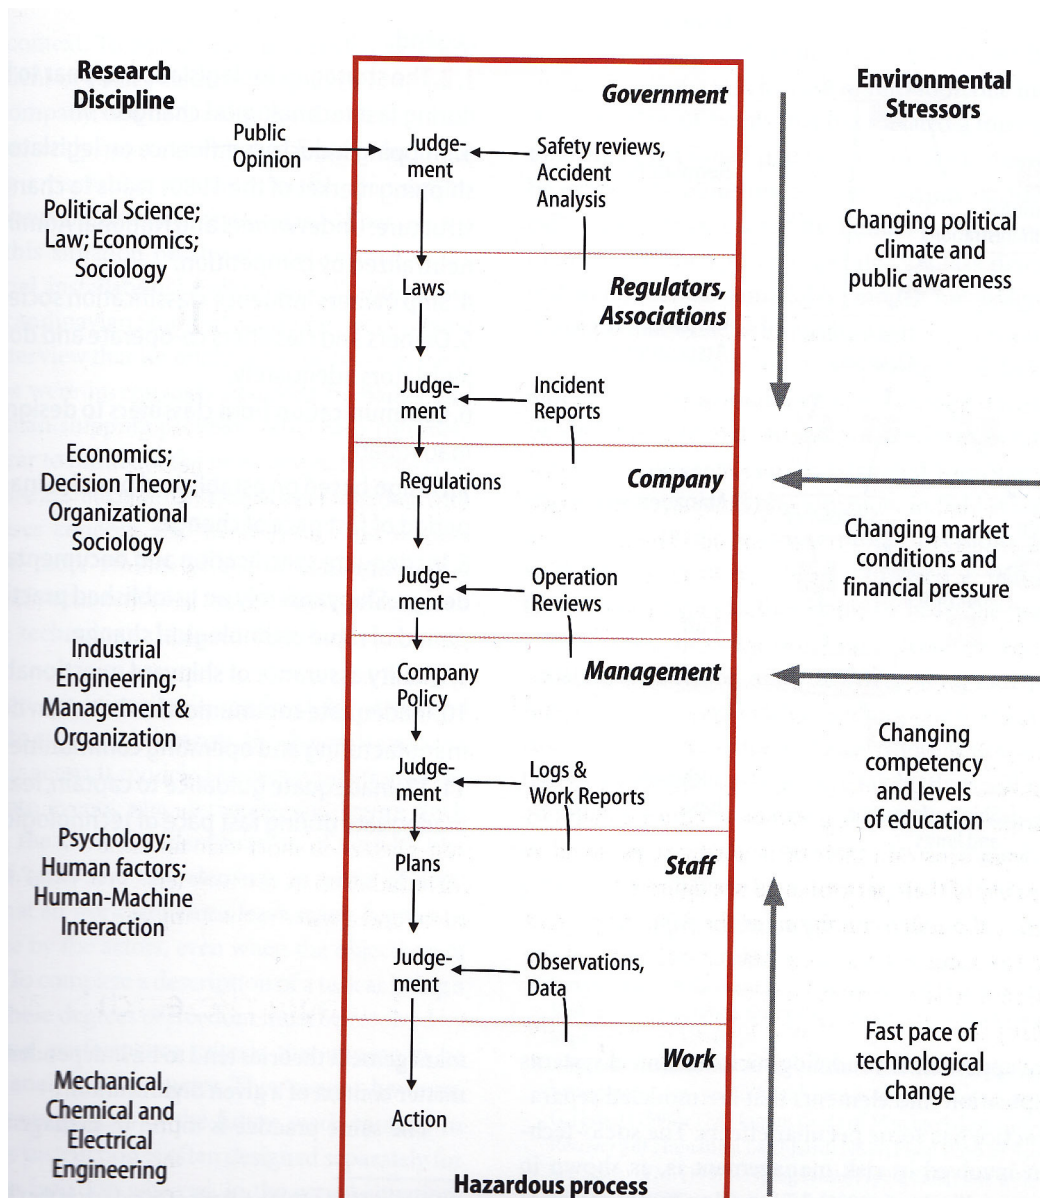 Research
Discipline
Environmental
Stressors
Government
Public
Opinion
Judge-
ment
Safety reviews,
Accident
Analysis
Political Science;
Law; Economics;
Sociology
Changing political
climate and
public awareness
Laws
Regulators,
Associations
Judge-
ment
Incident
Reports
Economics;
Decision Theory;
Organizational
Sociology
Regulations
Company
Changing market
conditions and
financial pressure
Judge-
ment
Operation
Reviews
Industrial
Engineering;
Management &
Organization
Company
Policy
Management
Changing
competency
and levels
of education
Judge-
ment
Logs &
Work Reports
Psychology;
Human factors;
Human-Machine
Interaction
Plans
Staff
Judge-
ment
Observations,
Data
Work
Fast pace of
technological
change
Mechanical,
Chemical and
Electrical
Engineering
Action
Hazardous process